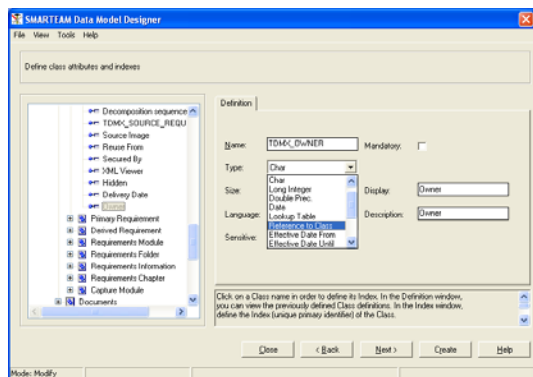 SMARTEAM Data Model Designer
File View Tools Help
Define class attributes and indexes
Decomposition sequence
TDMX_SOURCE_REQU
Source Image
Reuse From
Secured By
XML Viewer
Hidden
Delivery Date
Owner
Primary Requirement
Derived Requirement
Requirements Module
Requirements Folder
Requirements Information
Requirements Chapter
Capture Module
Documents
Definition
Name: TDMX_OWNER Mandatory:
Type: Char
Char
Long Integer
Double Prec.
Date
Lookup Table
Reference to Class
Effective Date From
Effective Date Until
Size: Display: Owner
Language: Description: Owner
Sensitive:
Click on a Class name in order to define its Index. In the Definition window,
you can view the previously defined Class definitions. In the Index window,
define the Index (unique primary identifier) of the Class.
Close < Back Next > Create Help
Mode: Modify